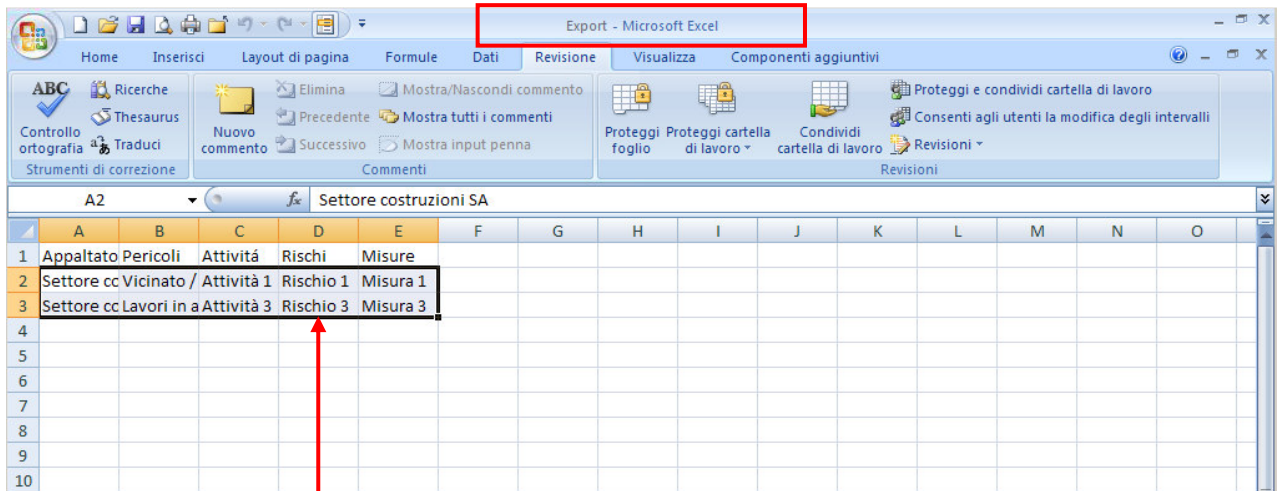 Export - Microsoft Excel
Home Inserisci Layout di pagina Formule Dati Revisione Visualizza Componenti aggiuntivi
ABC Ricerche Elimina Mostra/Nascondi commento Proteggi e condividi cartella di lavoro
Thesaurus Precedente Mostra tutti i commenti Consenti agli utenti la modifica degli intervalli
Controllo ortografia Traduci Nuovo commento Successivo Mostra input penna Proteggi foglio Proteggi cartella di lavoro Condividi cartella di lavoro Revisioni
Strumenti di correzione Commenti Revisioni
A2 fx Settore costruzioni SA
A B C D E F G H I J K L M N O
1 Appaltato Pericoli Attivitá Rischi Misure
2 Settore co Vicinato / Attività 1 Rischio 1 Misura 1
3 Settore co Lavori in a Attività 3 Rischio 3 Misura 3
4
5
6
7
8
9
10